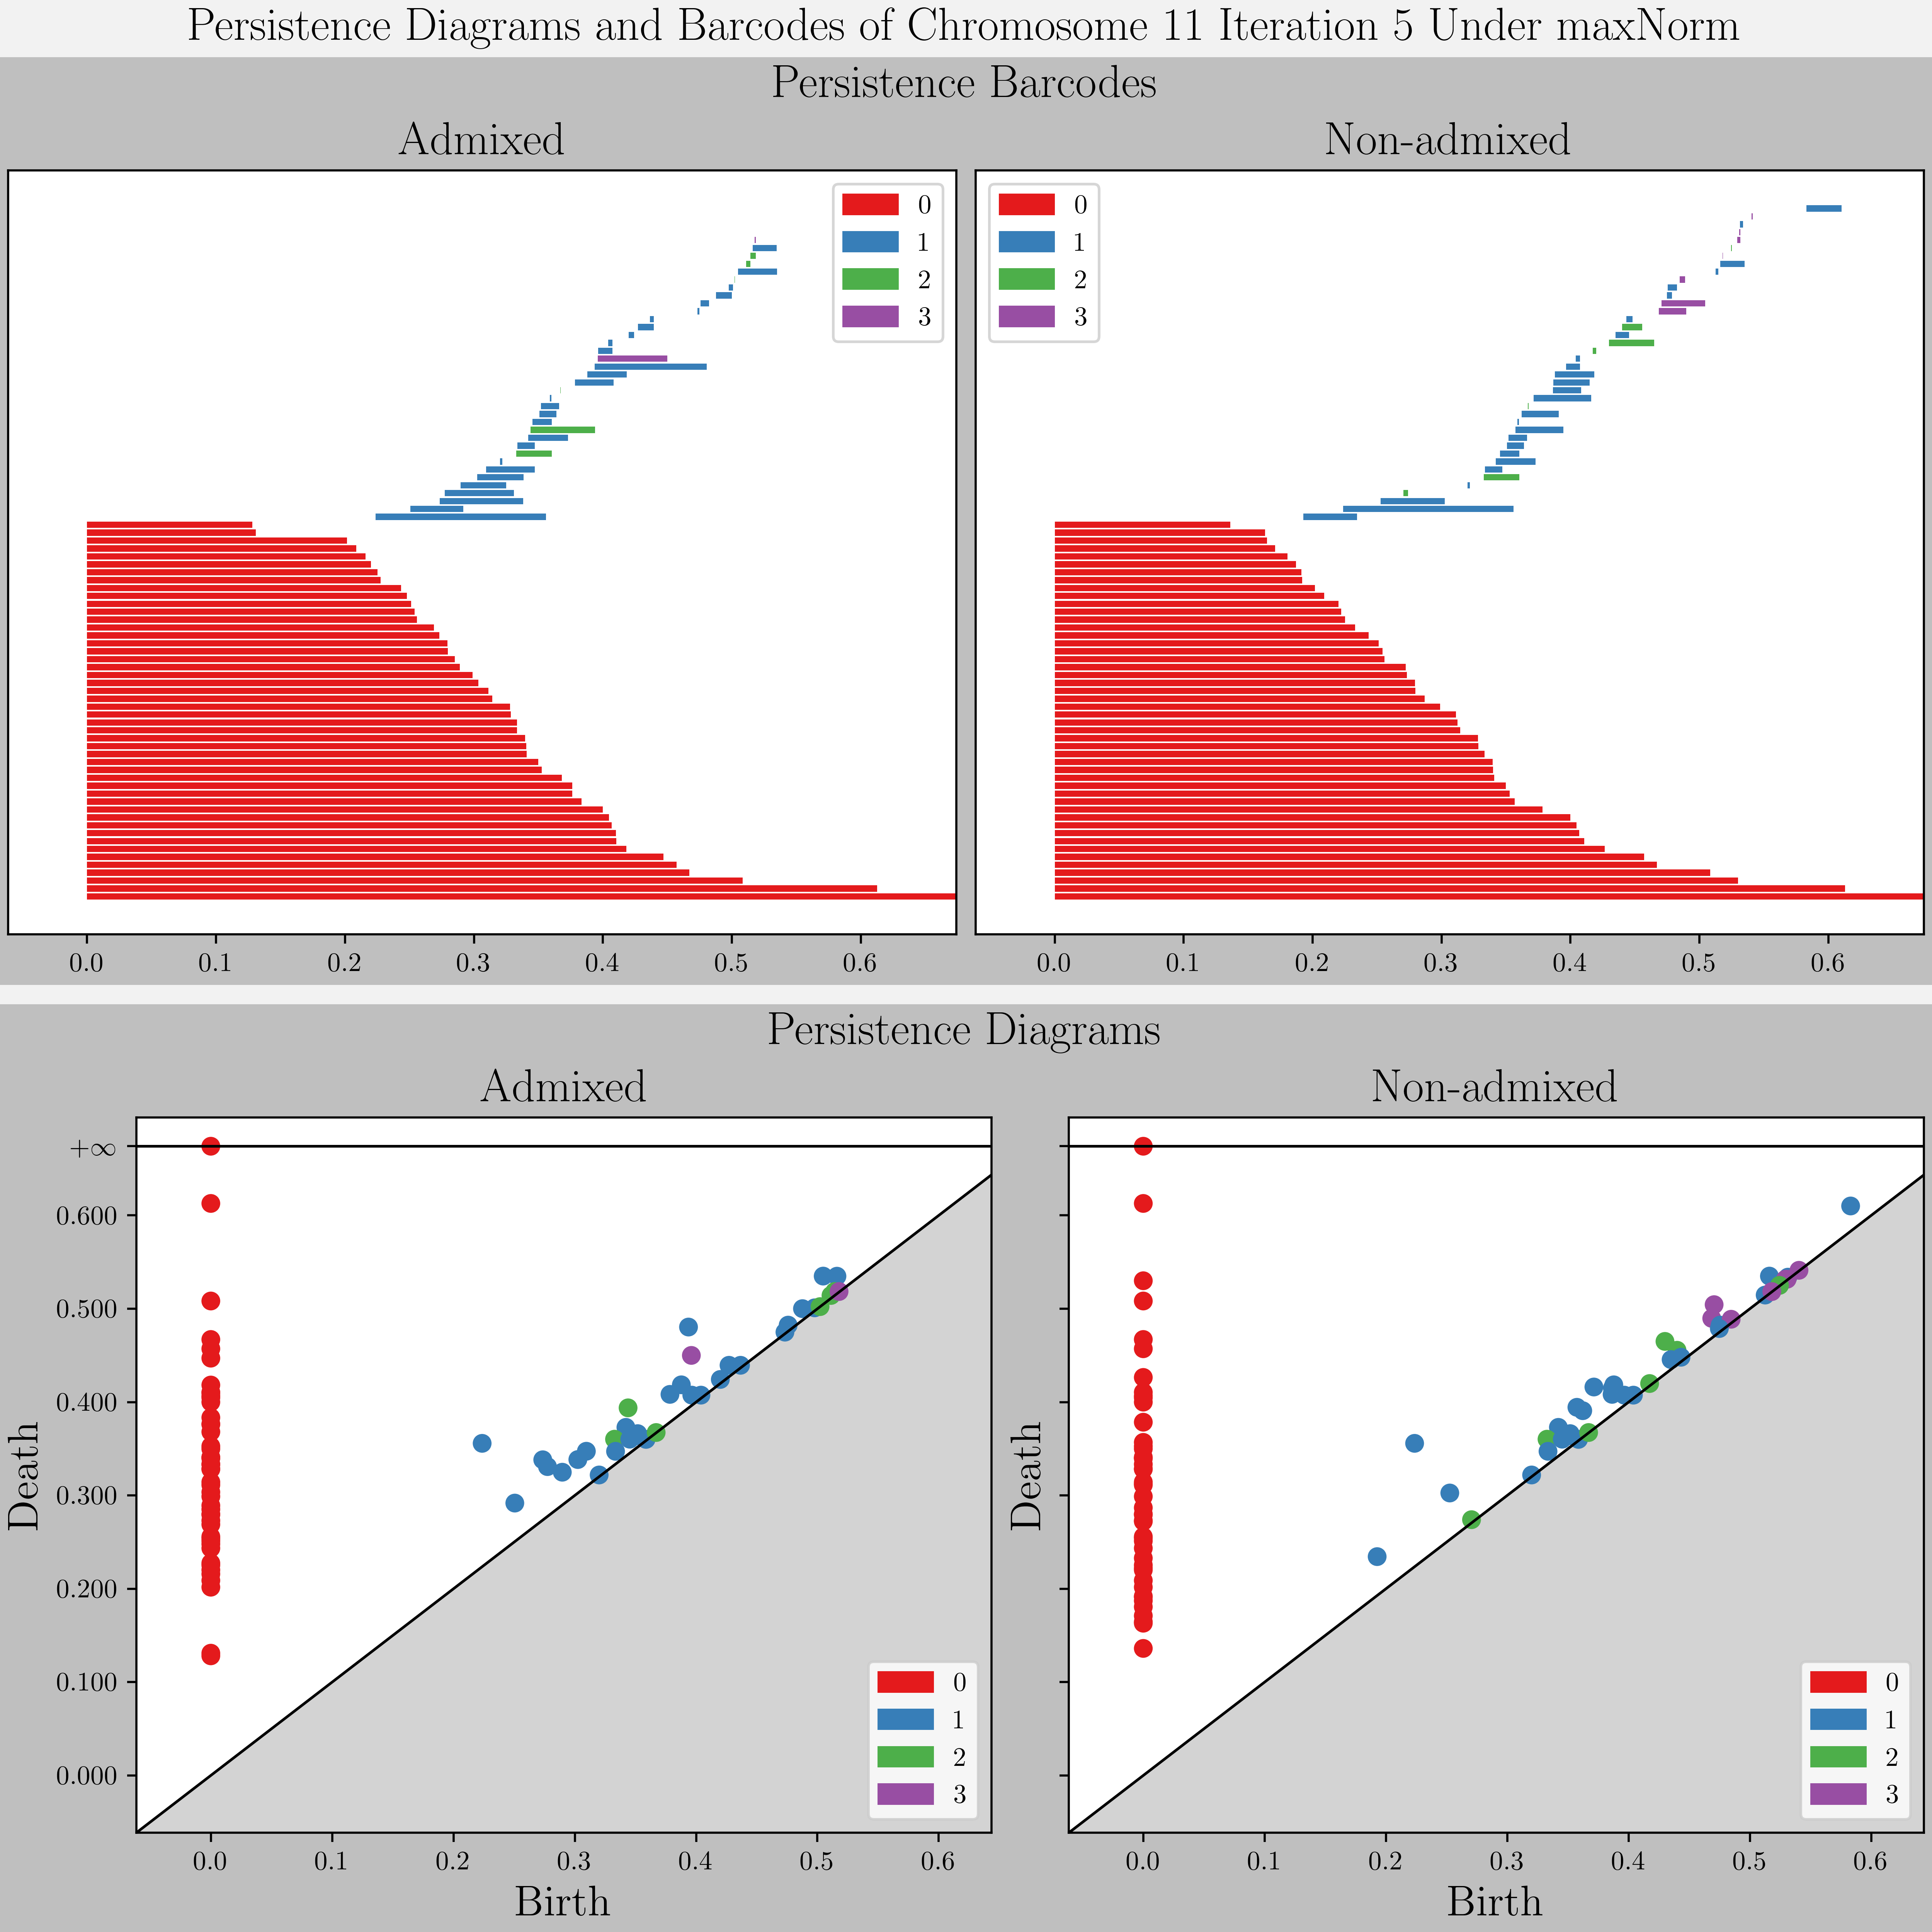 Persistence Diagrams and Barcodes of Chromosome 11 Iteration 5 Under maxNorm
Persistence Barcodes
Admixed
0
1
2
3
0.0 0.1 0.2 0.3 0.4 0.5 0.6
Non-admixed
0
1
2
3
0.0 0.1 0.2 0.3 0.4 0.5 0.6
Persistence Diagrams
Admixed
Death
+∞
0.600
0.500
0.400
0.300
0.200
0.100
0.000
0
1
2
3
0.0 0.1 0.2 0.3 0.4 0.5 0.6
Birth
Non-admixed
Death
0
1
2
3
0.0 0.1 0.2 0.3 0.4 0.5 0.6
Birth